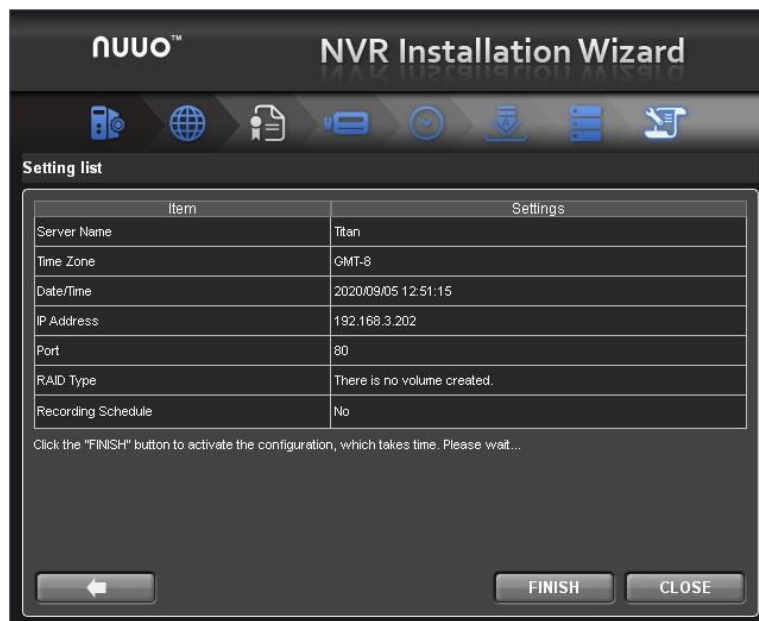 nuuo™ NVR Installation Wizard
Setting list
Item Settings
Server Name Titan
Time Zone GMT-8
Date/Time 2020/09/05 12:51:15
IP Address 192.168.3.202
Port 80
RAID Type There is no volume created.
Recording Schedule No
Click the "FINISH" button to activate the configuration, which takes time. Please wait...
FINISH CLOSE